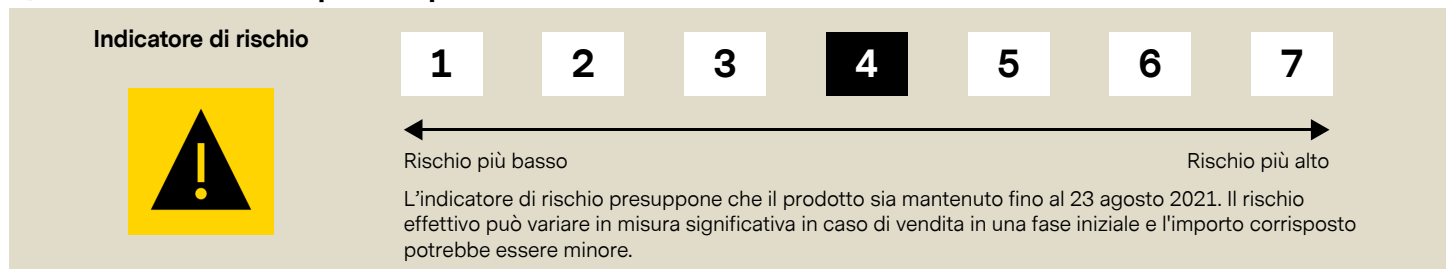 Indicatore di rischio
1 2 3 4 5 6 7
Rischio più basso Rischio più alto
L'indicatore di rischio presuppone che il prodotto sia mantenuto fino al 23 agosto 2021. Il rischio
effettivo può variare in misura significativa in caso di vendita in una fase iniziale e l'importo corrisposto
potrebbe essere minore.